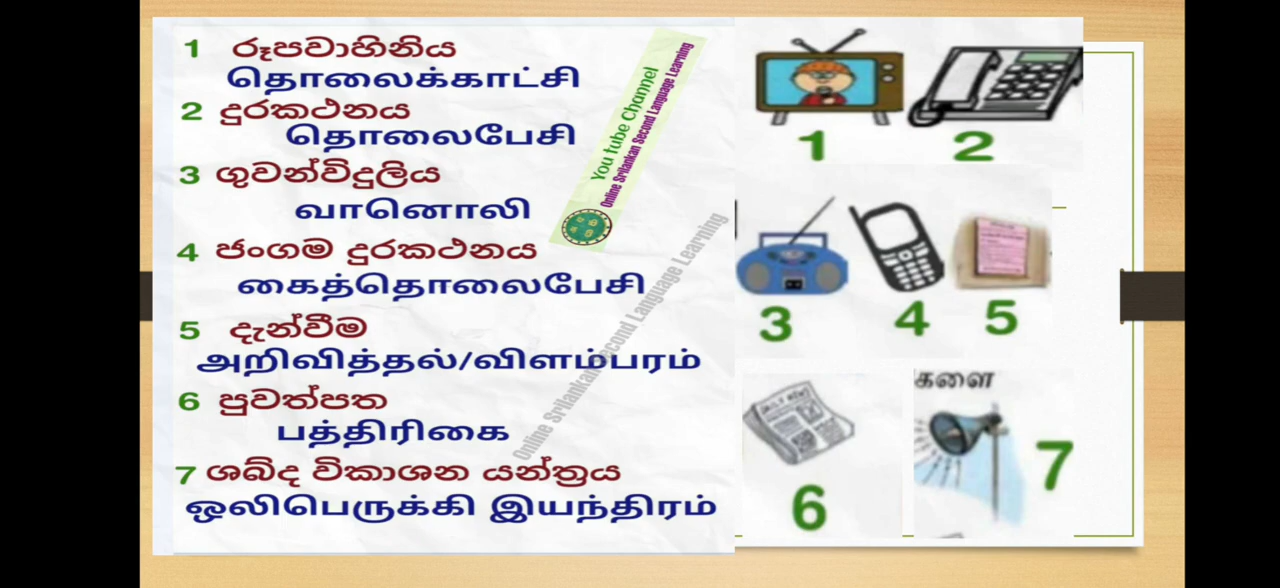 1 රූපවාහිනිය
தொலைக்காட்சி
2 දුරකථනය
தொலைபேசி
3 ගුවන්විදුලිය
வானொலி
4 ජංගම දුරකථනය
கைத்தொலைபேசி
5 දැන්වීම
அறிவித்தல்/விளம்பரம்
6 පුවත්පත
பத்திரிகை
7 ශබ්ද විකාශන යන්ත්‍රය
ஒலிபெருக்கி இயந்திரம்
You tube Channel
Online Srilankan Second Language Learning
Online Srilankan Second Language Learning
1 2
3 4 5
DAILY NEWS
களை
6 7